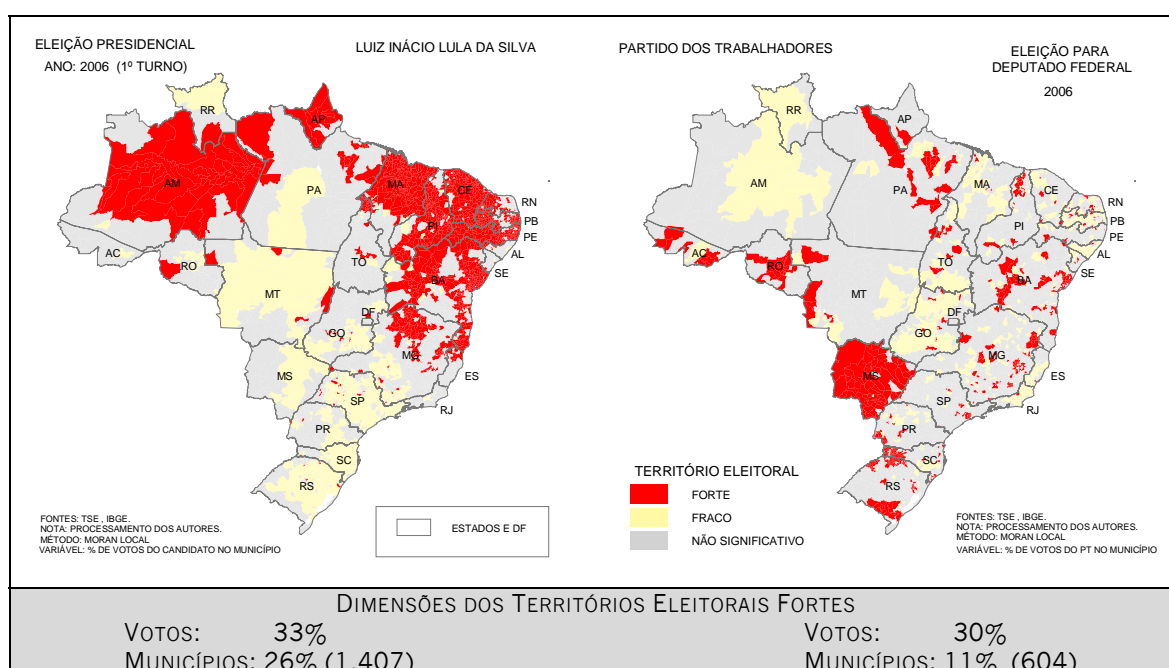 ELEIÇÃO PRESIDENCIAL
ANO: 2006 (1º TURNO)
LUIZ INÁCIO LULA DA SILVA
RR
AP
AM
PA
MA
CE
RN
PB
PE
PI
AL
SE
AC
RO
TO
BA
MT
DF
GO
MG
MS
ES
SP
RJ
PR
SC
RS
FONTES: TSE , IBGE.
NOTA: PROCESSAMENTO DOS AUTORES.
MÉTODO: MORAN LOCAL
VARIÁVEL: % DE VOTOS DO CANDIDATO NO MUNICÍPIO
ESTADOS E DF
PARTIDO DOS TRABALHADORES
ELEIÇÃO PARA
DEPUTADO FEDERAL
2006
RR
AP
AM
PA
MA
CE
RN
PB
PE
PI
AL
SE
AC
RO
TO
BA
MT
DF
GO
MG
MS
ES
SP
RJ
PR
SC
RS
TERRITÓRIO ELEITORAL
FORTE
FRACO
NÃO SIGNIFICATIVO
FONTES: TSE , IBGE.
NOTA: PROCESSAMENTO DOS AUTORES.
MÉTODO: MORAN LOCAL
VARIÁVEL: % DE VOTOS DO PT NO MUNICÍPIO
DIMENSÕES DOS TERRITÓRIOS ELEITORAIS FORTES
VOTOS: 33%
MUNICÍPIOS: 26% (1.407)
VOTOS: 30%
MUNICÍPIOS: 11% (604)